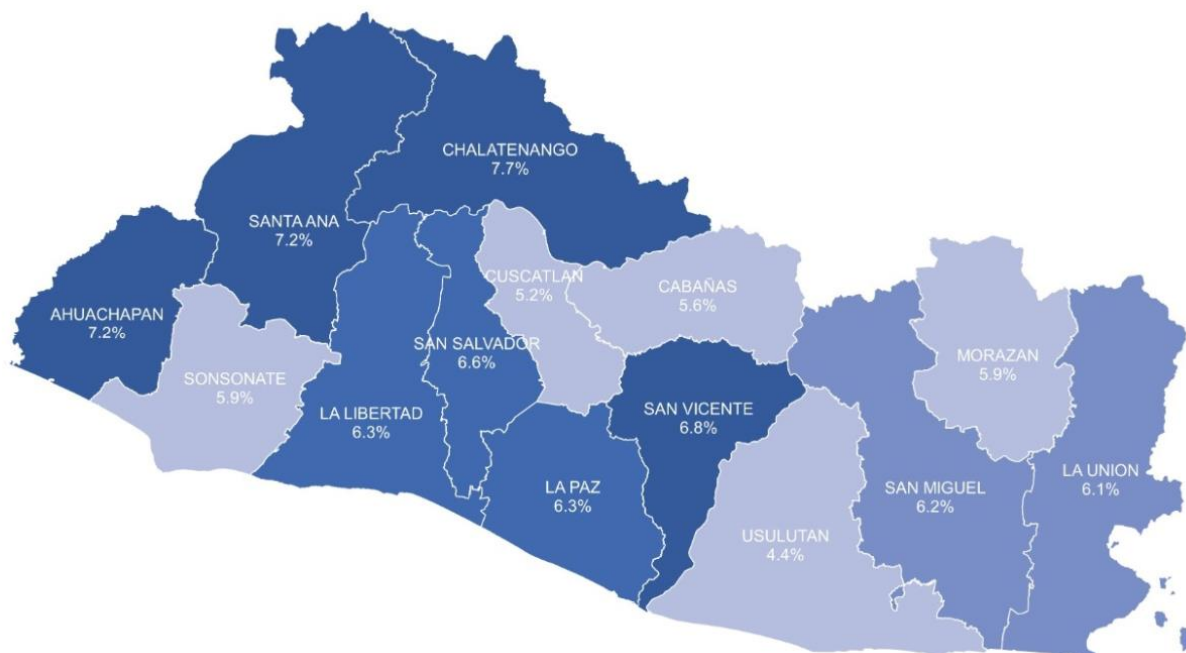 CHALATENANGO
7.7%
SANTA ANA
7.2%
CUSCATLAN
5.2%
CABAÑAS
5.6%
AHUACHAPAN
7.2%
SAN SALVADOR
6.6%
MORAZAN
5.9%
SONSONATE
5.9%
LA LIBERTAD
6.3%
SAN VICENTE
6.8%
LA UNION
6.1%
LA PAZ
6.3%
SAN MIGUEL
6.2%
USULUTAN
4.4%